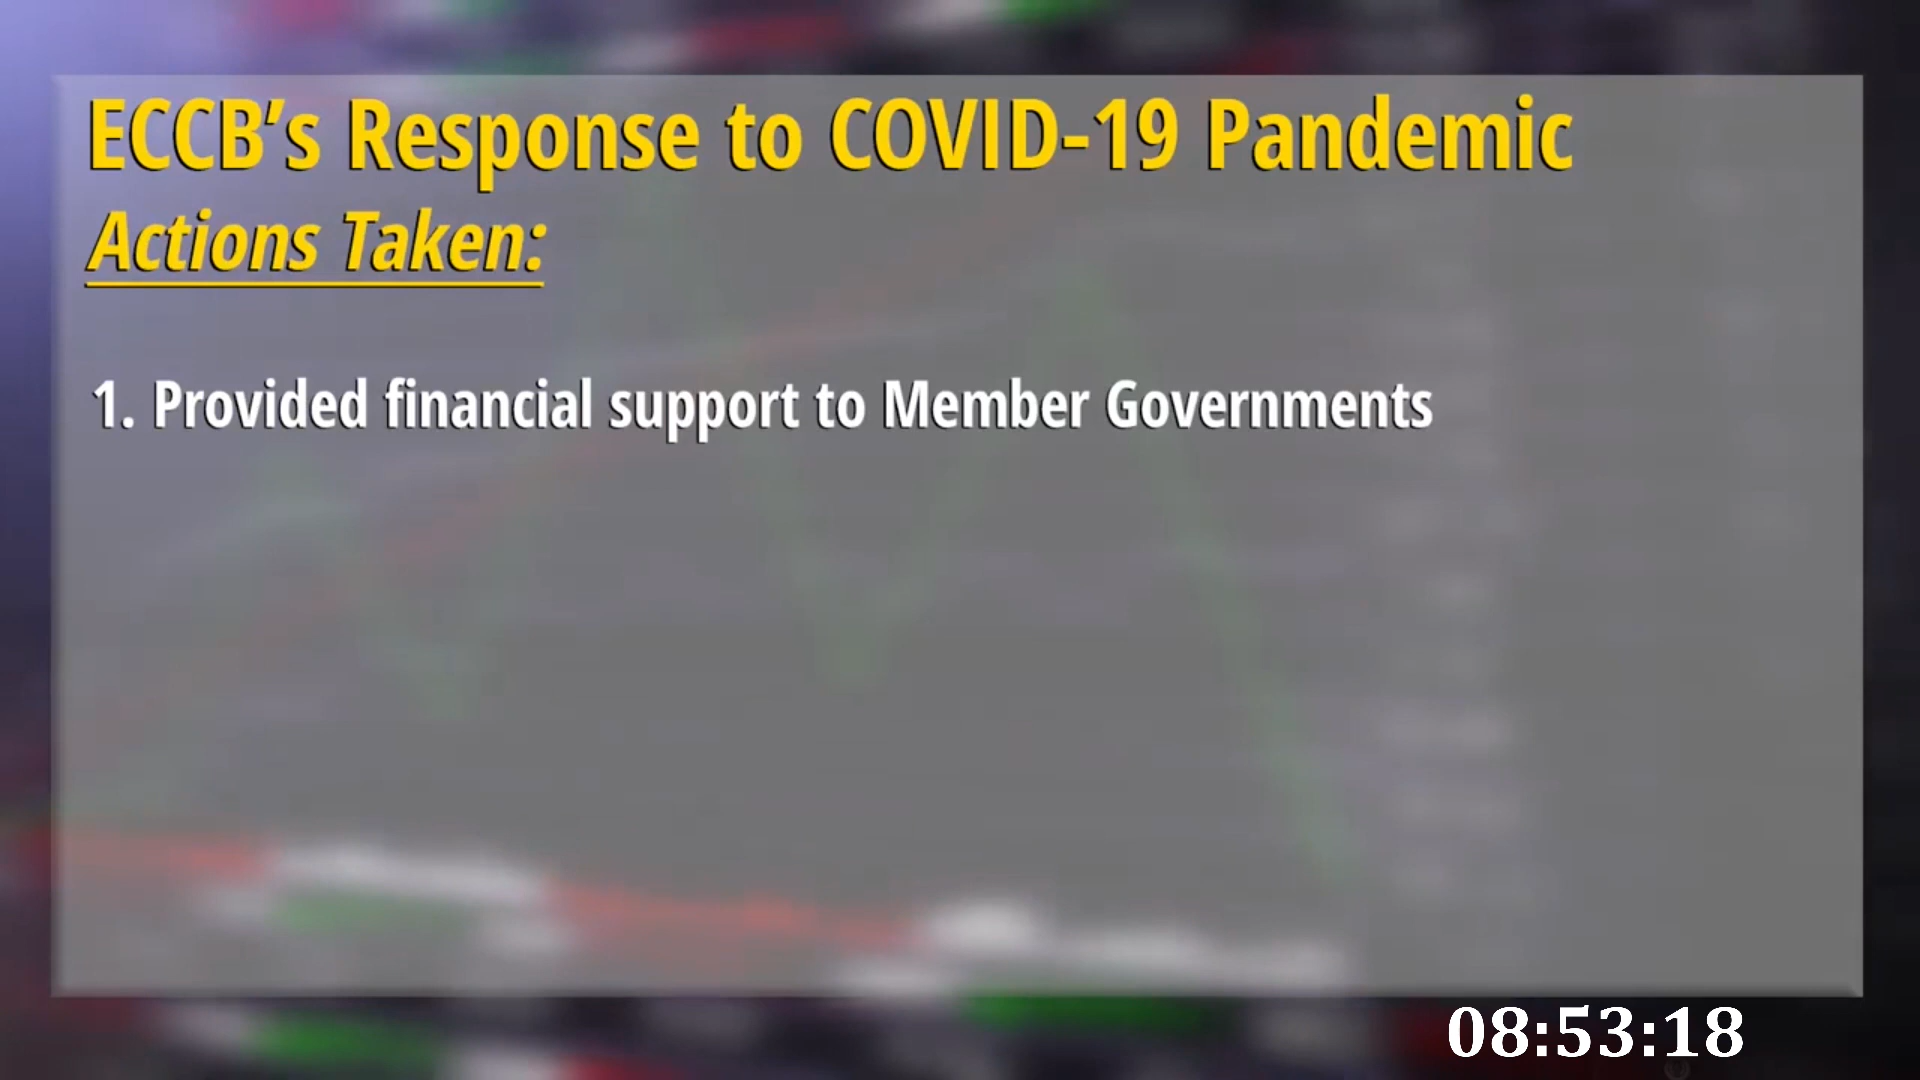 ECCB’s Response to COVID-19 Pandemic
Actions Taken:
1. Provided financial support to Member Governments
08:53:18